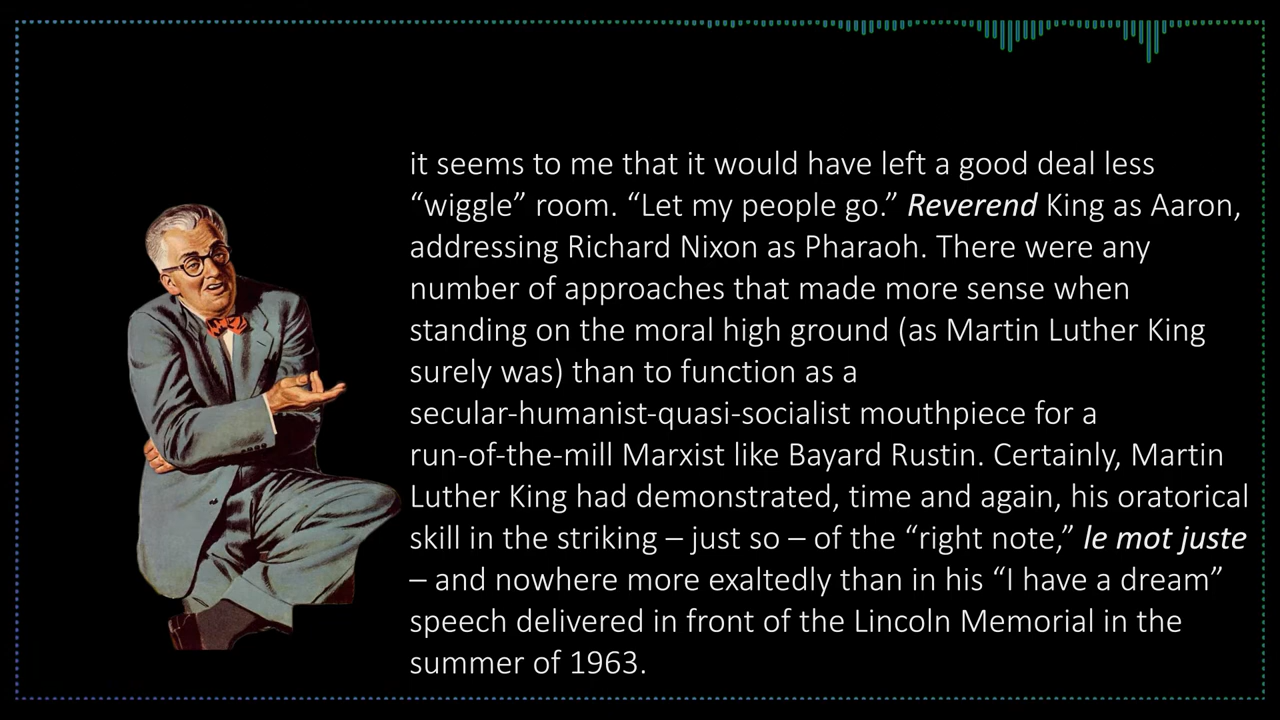 it seems to me that it would have left a good deal less
“wiggle” room. “Let my people go.” Reverend King as Aaron,
addressing Richard Nixon as Pharaoh. There were any
number of approaches that made more sense when
standing on the moral high ground (as Martin Luther King
surely was) than to function as a
secular-humanist-quasi-socialist mouthpiece for a
run-of-the-mill Marxist like Bayard Rustin. Certainly, Martin
Luther King had demonstrated, time and again, his oratorical
skill in the striking – just so – of the “right note,” le mot juste
– and nowhere more exaltedly than in his “I have a dream”
speech delivered in front of the Lincoln Memorial in the
summer of 1963.